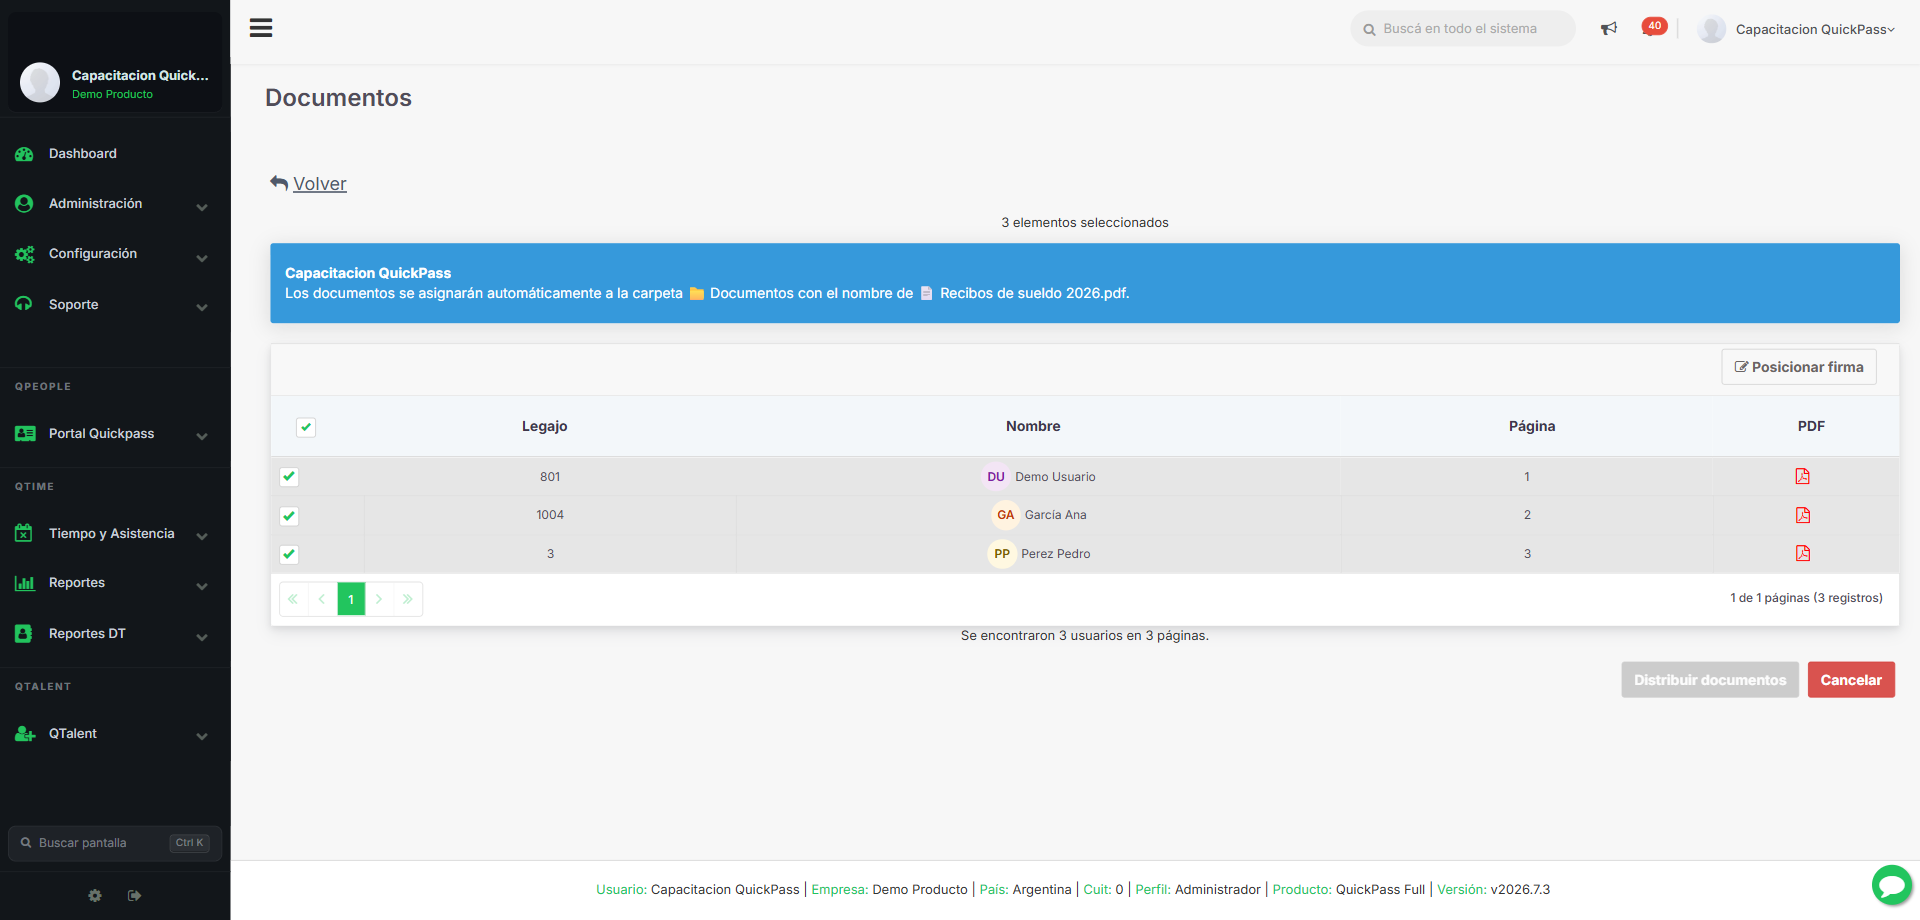 Capacitacion Quick...
Demo Producto
Dashboard
Administración
Configuración
Soporte
QPEOPLE
Portal Quickpass
QTIME
Tiempo y Asistencia
Reportes
Reportes DT
QTALENT
QTalent
Buscar pantalla
Ctrl K
Buscá en todo el sistema
40
Capacitacion QuickPass
Documentos
Volver
3 elementos seleccionados
Capacitacion QuickPass
Los documentos se asignarán automáticamente a la carpeta 📁 Documentos con el nombre de 📄 Recibos de sueldo 2026.pdf.
Posicionar firma
Legajo Nombre Página PDF
801 DU Demo Usuario 1
1004 GA García Ana 2
3 PP Perez Pedro 3
« ‹ 1 › »
1 de 1 páginas (3 registros)
Se encontraron 3 usuarios en 3 páginas.
Distribuir documentos
Cancelar
Usuario: Capacitacion QuickPass | Empresa: Demo Producto | País: Argentina | Cuit: 0 | Perfil: Administrador | Producto: QuickPass Full | Versión: v2026.7.3